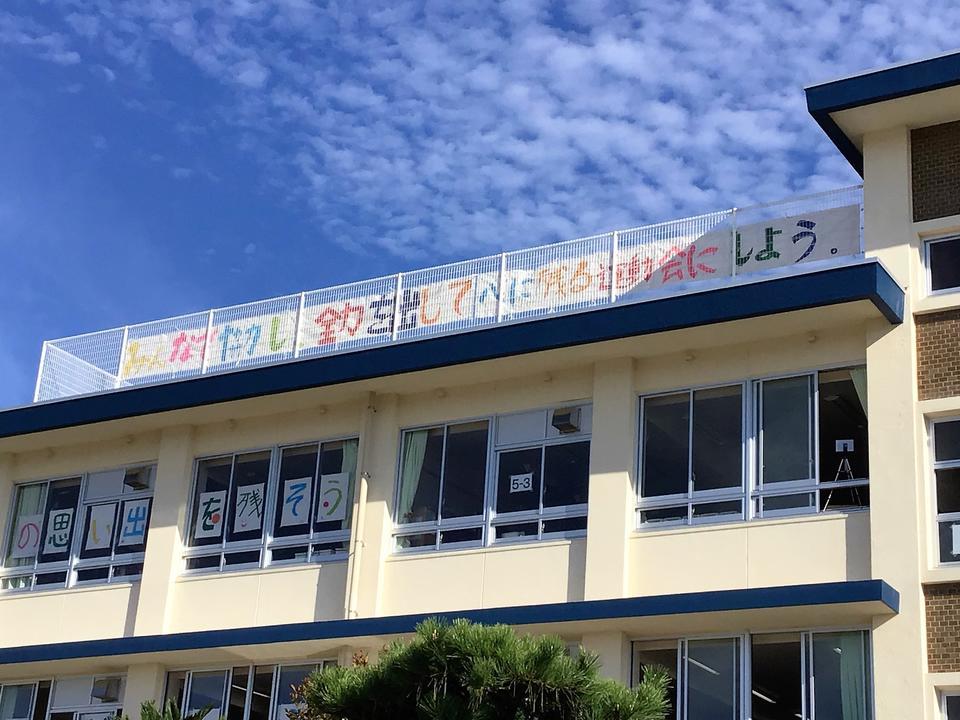 みんなで協力し全力を出して心に残る運動会にしよう。
の思い出を残そう
5-3